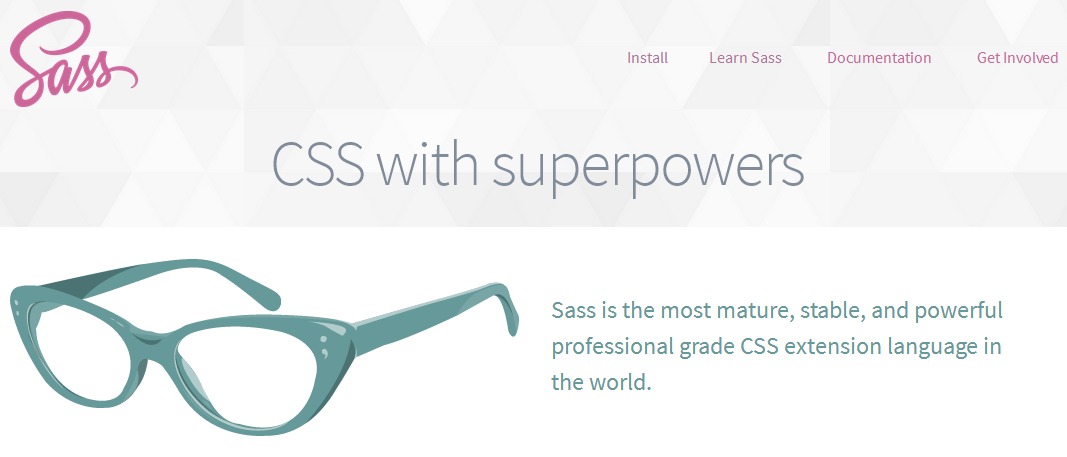 Sass
Install
Learn Sass
Documentation
Get Involved
CSS with superpowers
Sass is the most mature, stable, and powerful
professional grade CSS extension language in
the world.